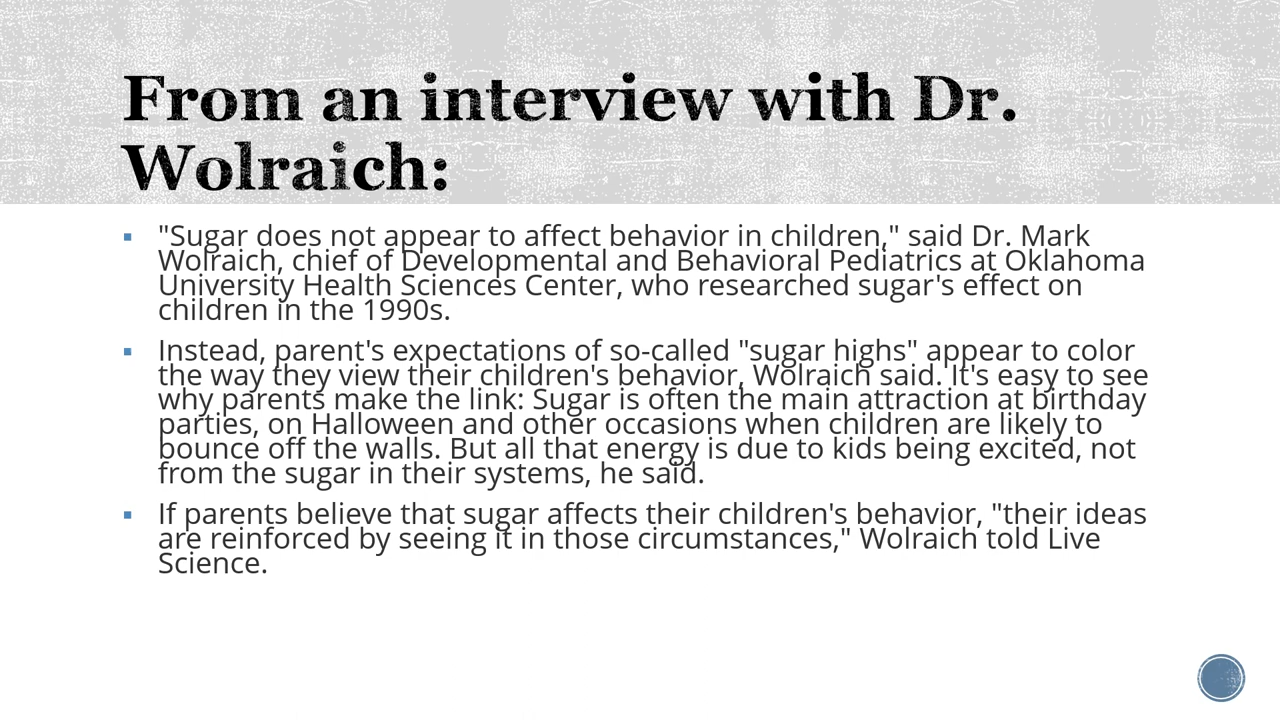 From an interview with Dr.
Wolraich:
▪ "Sugar does not appear to affect behavior in children," said Dr. Mark
Wolraich, chief of Developmental and Behavioral Pediatrics at Oklahoma
University Health Sciences Center, who researched sugar's effect on
children in the 1990s.
▪ Instead, parent's expectations of so-called "sugar highs" appear to color
the way they view their children's behavior, Wolraich said. It's easy to see
why parents make the link: Sugar is often the main attraction at birthday
parties, on Halloween and other occasions when children are likely to
bounce off the walls. But all that energy is due to kids being excited, not
from the sugar in their systems, he said.
▪ If parents believe that sugar affects their children's behavior, "their ideas
are reinforced by seeing it in those circumstances," Wolraich told Live
Science.